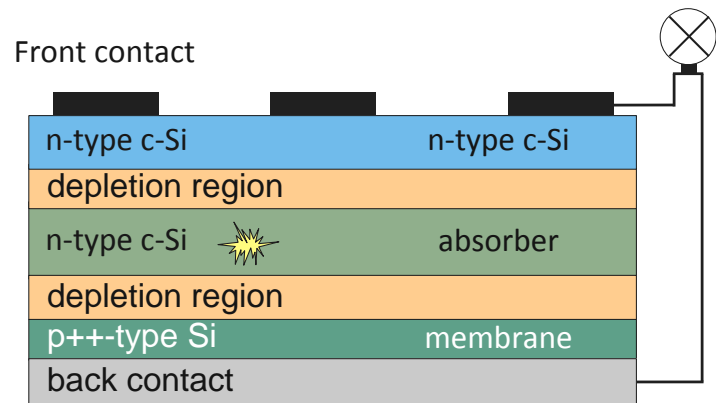 Front contact
n-type c-Si n-type c-Si
depletion region
n-type c-Si absorber
depletion region
p++-type Si membrane
back contact